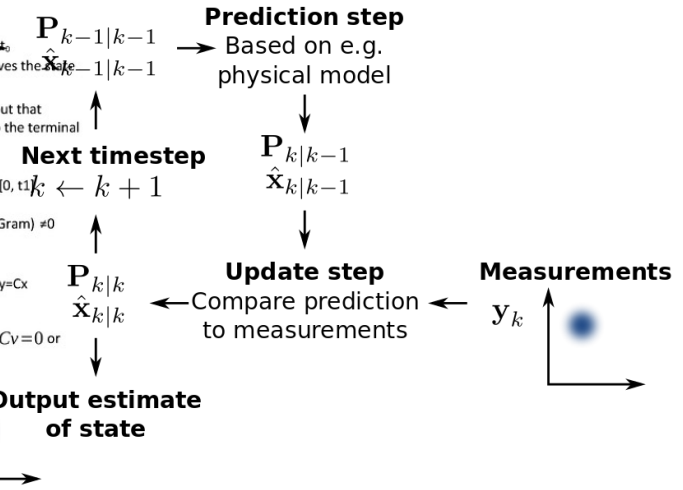 P_{k−1|k−1}
x̂_{k−1|k−1}
Prediction step
Based on e.g.
physical model
ves the state
ut that
the terminal
Next timestep
[0, t1]
k ← k + 1
Gram) ≠0
P_{k|k−1}
x̂_{k|k−1}
y=Cx
P_{k|k}
x̂_{k|k}
Update step
Compare prediction
to measurements
Measurements
y_k
Cv=0 or
Output estimate
of state